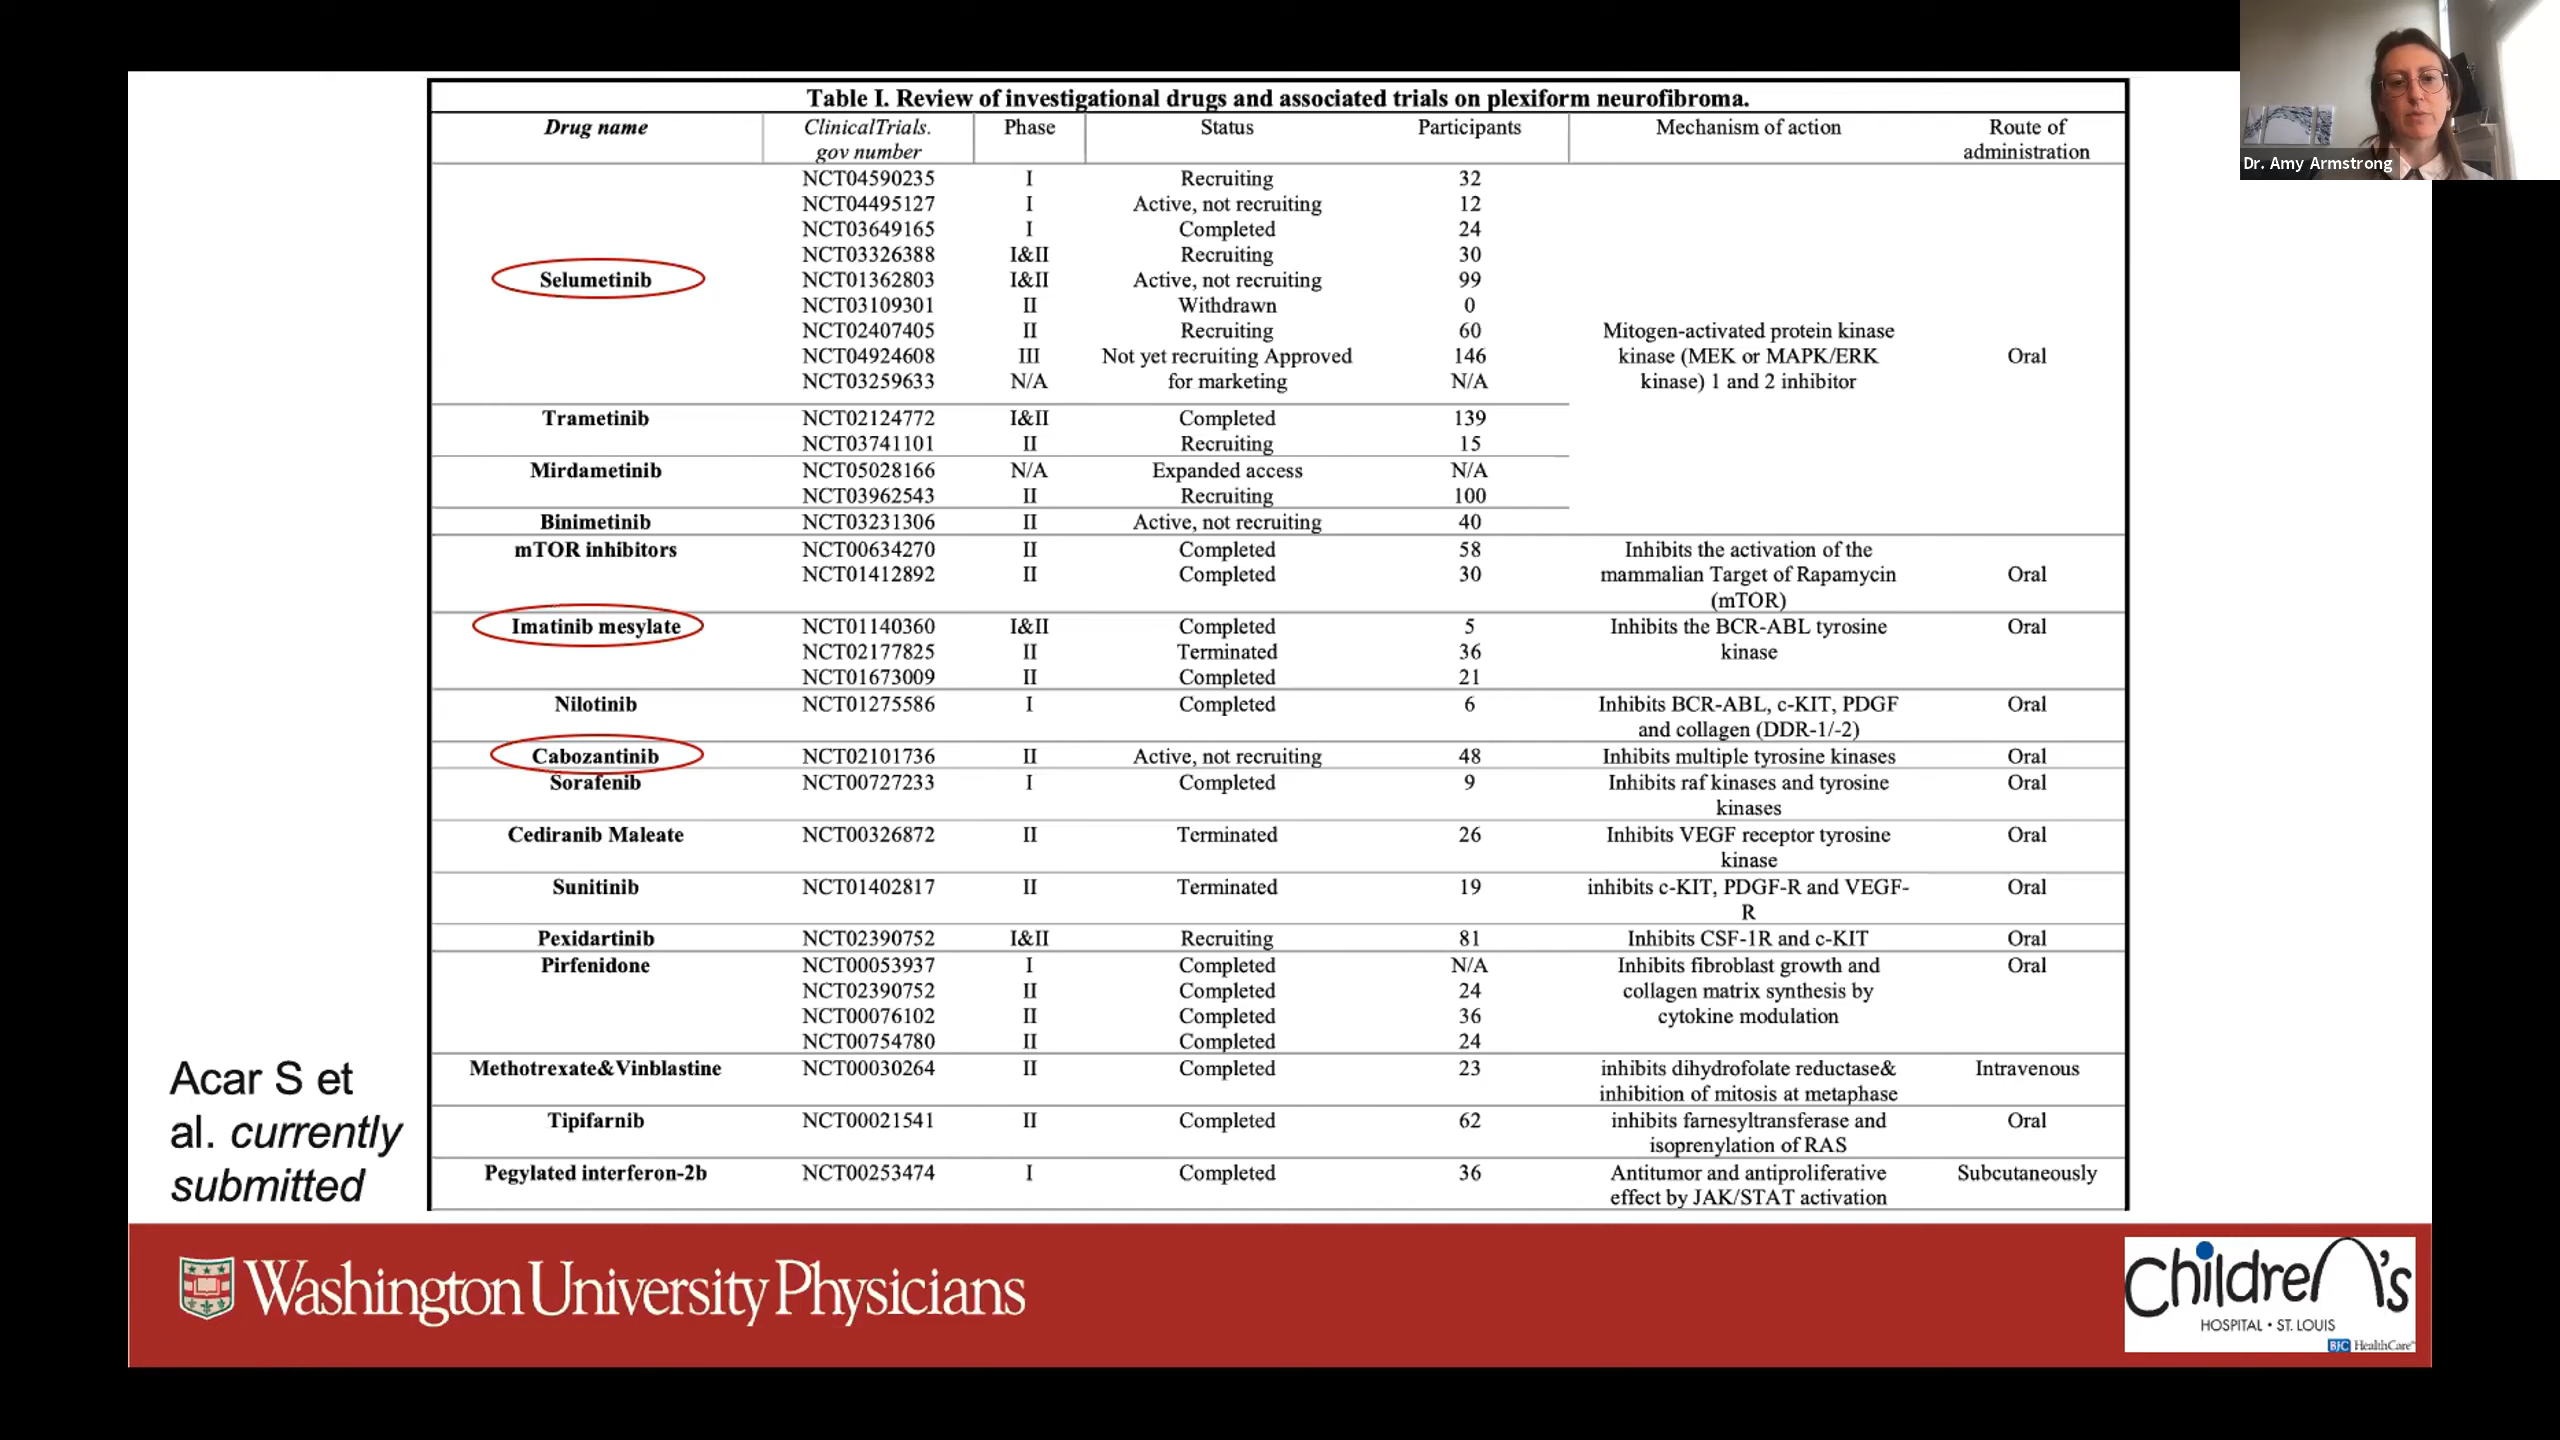 Table I. Review of investigational drugs and associated trials on plexiform neurofibroma.
Drug name ClinicalTrials. gov number Phase Status Participants Mechanism of action Route of administration
Selumetinib
NCT04590235 I Recruiting 32
NCT04495127 I Active, not recruiting 12
NCT03649165 I Completed 24
NCT03326388 I&II Recruiting 30
NCT01362803 I&II Active, not recruiting 99
NCT03109301 II Withdrawn 0
NCT02407405 II Recruiting 60
NCT04924608 III Not yet recruiting Approved 146
NCT03259633 N/A for marketing N/A
Mitogen-activated protein kinase
kinase (MEK or MAPK/ERK
kinase) 1 and 2 inhibitor
Oral
Trametinib NCT02124772 I&II Completed 139
NCT03741101 II Recruiting 15
Mirdametinib NCT05028166 N/A Expanded access N/A
NCT03962543 II Recruiting 100
Binimetinib NCT03231306 II Active, not recruiting 40
mTOR inhibitors NCT00634270 II Completed 58 Inhibits the activation of the
NCT01412892 II Completed 30 mammalian Target of Rapamycin Oral
(mTOR)
Imatinib mesylate NCT01140360 I&II Completed 5 Inhibits the BCR-ABL tyrosine Oral
NCT02177825 II Terminated 36 kinase
NCT01673009 II Completed 21
Nilotinib NCT01275586 I Completed 6 Inhibits BCR-ABL, c-KIT, PDGF Oral
and collagen (DDR-1/-2)
Cabozantinib NCT02101736 II Active, not recruiting 48 Inhibits multiple tyrosine kinases Oral
Sorafenib NCT00727233 I Completed 9 Inhibits raf kinases and tyrosine Oral
kinases
Cediranib Maleate NCT00326872 II Terminated 26 Inhibits VEGF receptor tyrosine Oral
kinase
Sunitinib NCT01402817 II Terminated 19 inhibits c-KIT, PDGF-R and VEGF- Oral
R
Pexidartinib NCT02390752 I&II Recruiting 81 Inhibits CSF-1R and c-KIT Oral
Pirfenidone NCT00053937 I Completed N/A Inhibits fibroblast growth and Oral
NCT02390752 II Completed 24 collagen matrix synthesis by
NCT00076102 II Completed 36 cytokine modulation
NCT00754780 II Completed 24
Methotrexate&Vinblastine NCT00030264 II Completed 23 inhibits dihydrofolate reductase& Intravenous
inhibition of mitosis at metaphase
Tipifarnib NCT00021541 II Completed 62 inhibits farnesyltransferase and Oral
isoprenylation of RAS
Pegylated interferon-2b NCT00253474 I Completed 36 Antitumor and antiproliferative Subcutaneously
effect by JAK/STAT activation
Acar S et
al. currently
submitted
Washington University Physicians
Children's
HOSPITAL • ST. LOUIS
BJC HealthCare
Dr. Amy Armstrong